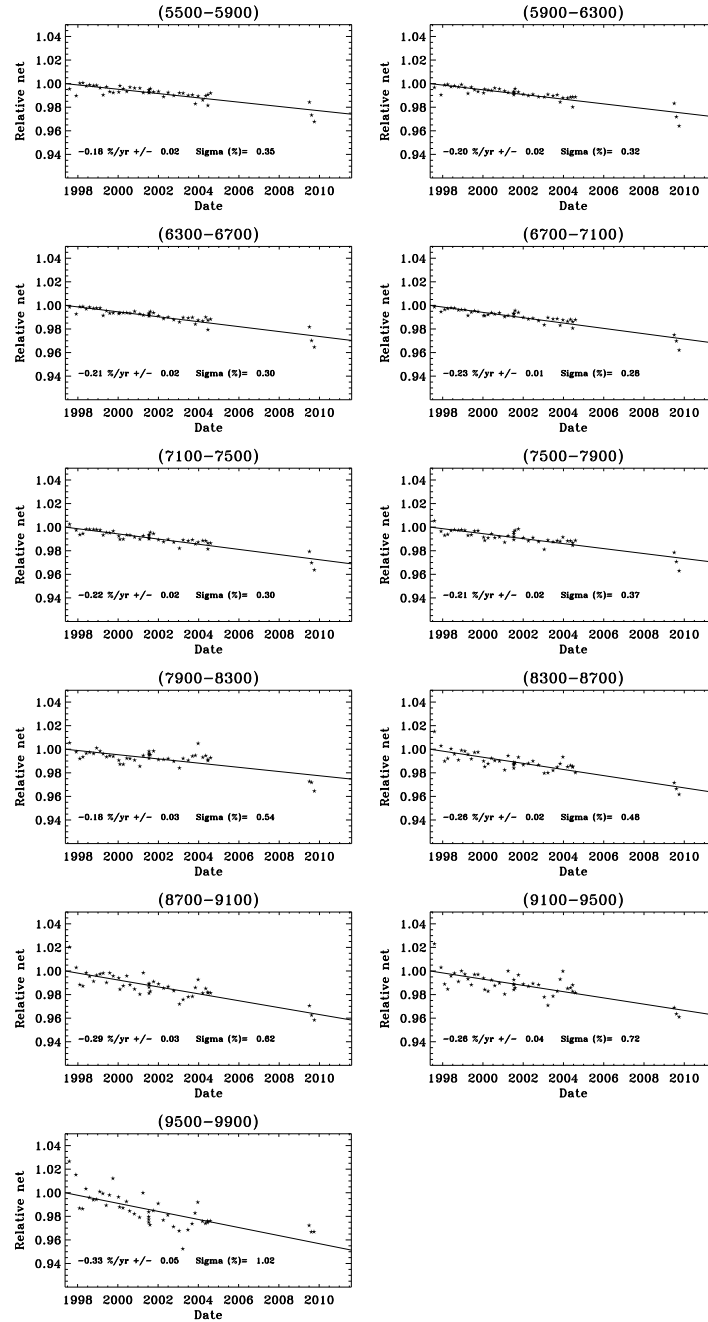 (5500−5900)
1.04
1.02
1.00
0.98
0.96
0.94
Relative net
−0.18 %/yr +/− 0.02 Sigma (%)= 0.35
1998 2000 2002 2004 2006 2008 2010
Date
(5900−6300)
1.04
1.02
1.00
0.98
0.96
0.94
Relative net
−0.20 %/yr +/− 0.02 Sigma (%)= 0.32
1998 2000 2002 2004 2006 2008 2010
Date
(6300−6700)
1.04
1.02
1.00
0.98
0.96
0.94
Relative net
−0.21 %/yr +/− 0.02 Sigma (%)= 0.30
1998 2000 2002 2004 2006 2008 2010
Date
(6700−7100)
1.04
1.02
1.00
0.98
0.96
0.94
Relative net
−0.23 %/yr +/− 0.01 Sigma (%)= 0.28
1998 2000 2002 2004 2006 2008 2010
Date
(7100−7500)
1.04
1.02
1.00
0.98
0.96
0.94
Relative net
−0.22 %/yr +/− 0.02 Sigma (%)= 0.30
1998 2000 2002 2004 2006 2008 2010
Date
(7500−7900)
1.04
1.02
1.00
0.98
0.96
0.94
Relative net
−0.21 %/yr +/− 0.02 Sigma (%)= 0.37
1998 2000 2002 2004 2006 2008 2010
Date
(7900−8300)
1.04
1.02
1.00
0.98
0.96
0.94
Relative net
−0.18 %/yr +/− 0.03 Sigma (%)= 0.54
1998 2000 2002 2004 2006 2008 2010
Date
(8300−8700)
1.04
1.02
1.00
0.98
0.96
0.94
Relative net
−0.26 %/yr +/− 0.02 Sigma (%)= 0.48
1998 2000 2002 2004 2006 2008 2010
Date
(8700−9100)
1.04
1.02
1.00
0.98
0.96
0.94
Relative net
−0.29 %/yr +/− 0.03 Sigma (%)= 0.62
1998 2000 2002 2004 2006 2008 2010
Date
(9100−9500)
1.04
1.02
1.00
0.98
0.96
0.94
Relative net
−0.26 %/yr +/− 0.04 Sigma (%)= 0.72
1998 2000 2002 2004 2006 2008 2010
Date
(9500−9900)
1.04
1.02
1.00
0.98
0.96
0.94
Relative net
−0.33 %/yr +/− 0.05 Sigma (%)= 1.02
1998 2000 2002 2004 2006 2008 2010
Date